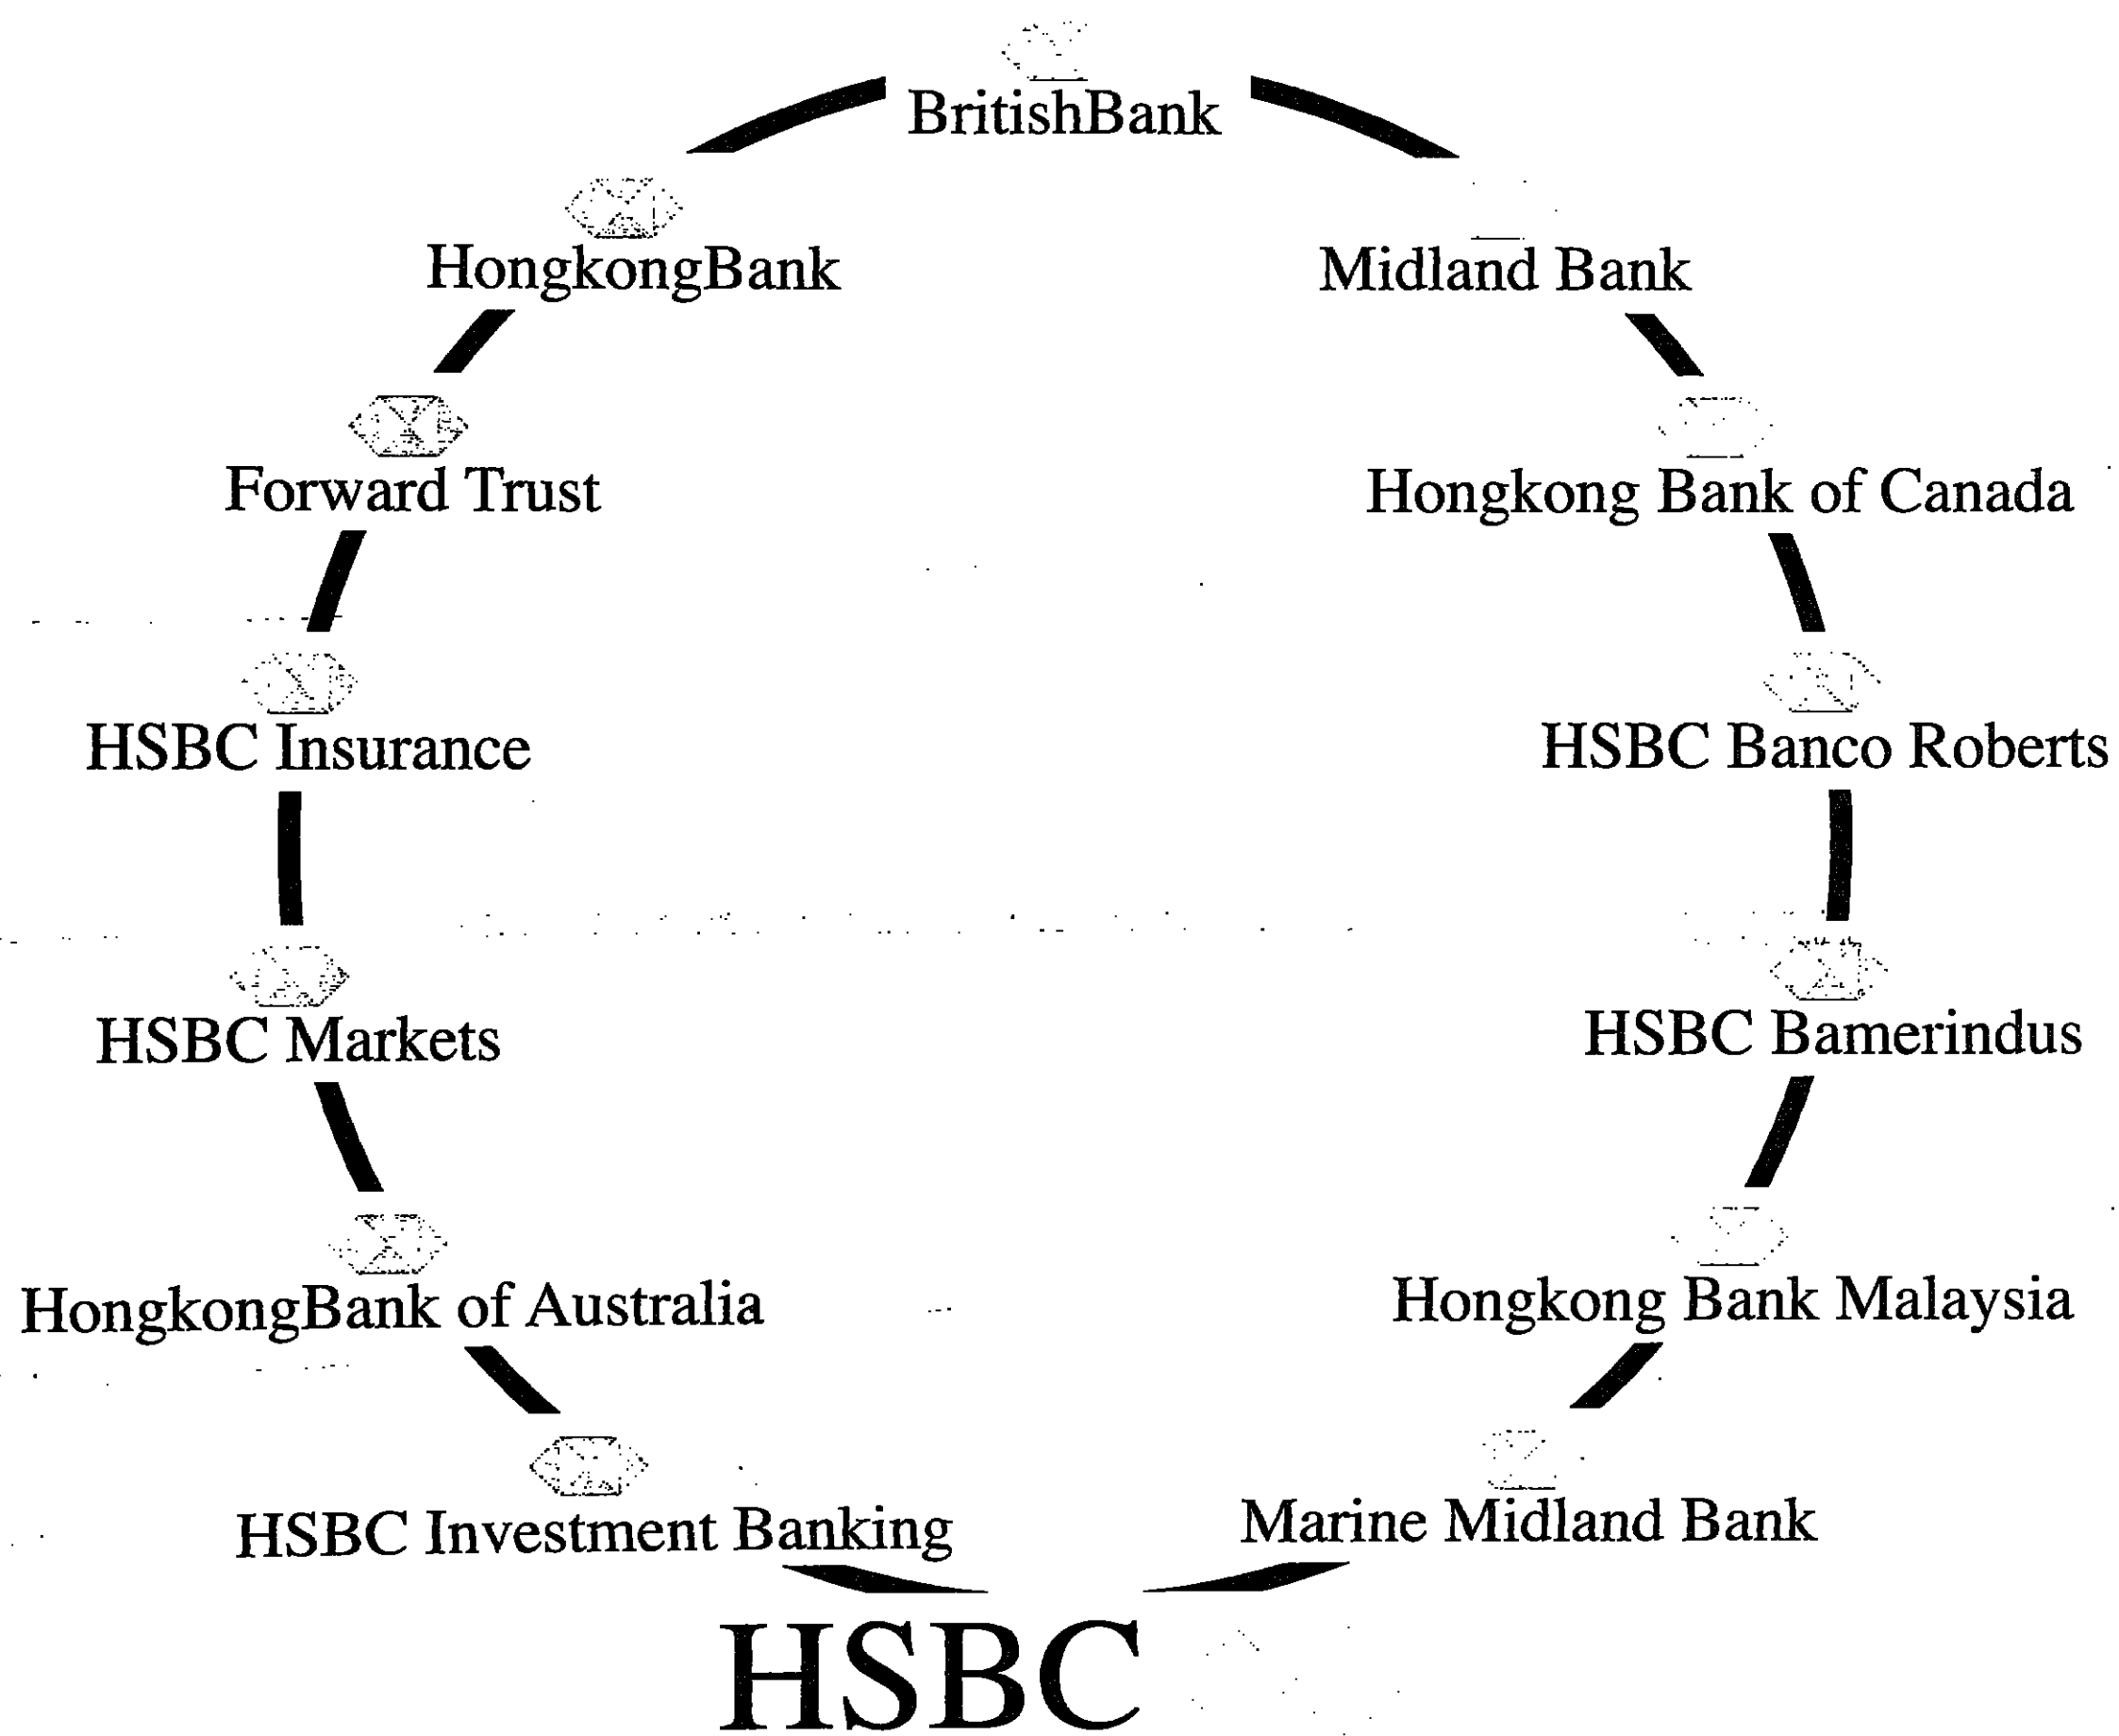 BritishBank
HongkongBank
Midland Bank
Forward Trust
Hongkong Bank of Canada
HSBC Insurance
HSBC Banco Roberts
HSBC Markets
HSBC Bamerindus
HongkongBank of Australia
Hongkong Bank Malaysia
HSBC Investment Banking
Marine Midland Bank
HSBC